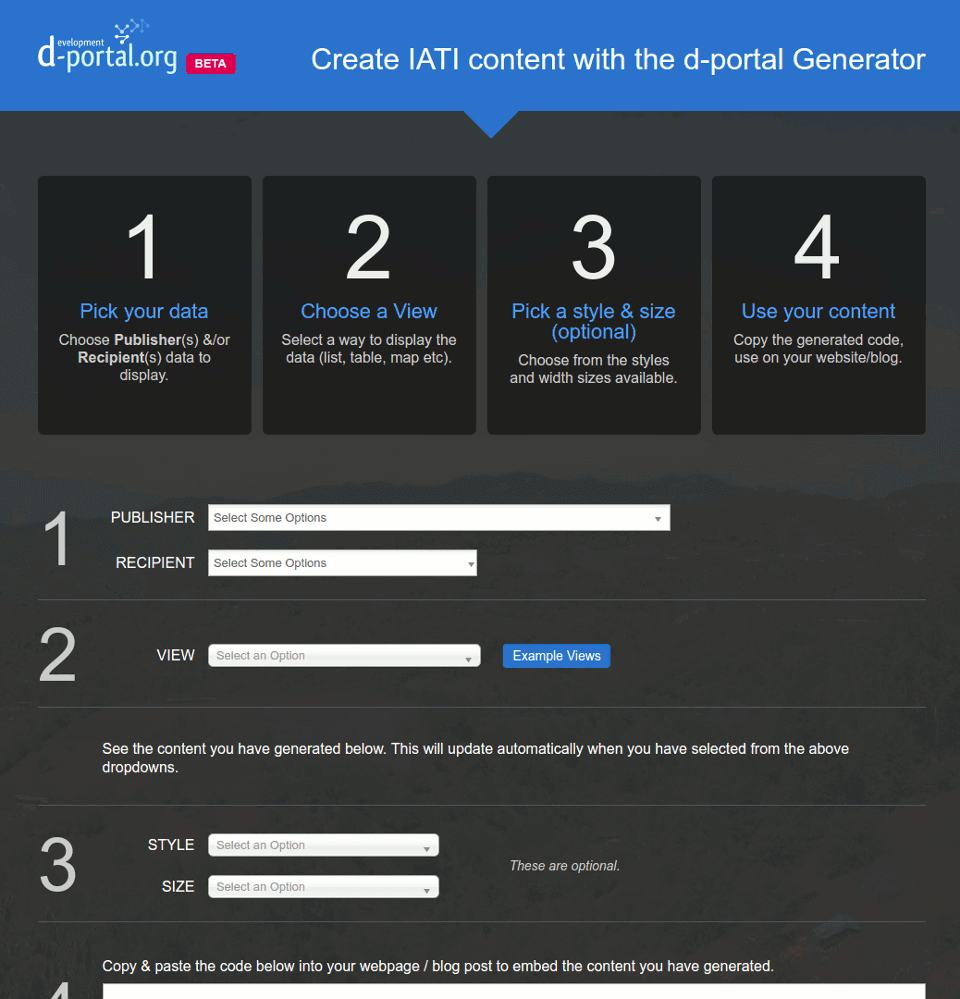 development
d-portal.org BETA
Create IATI content with the d-portal Generator
1
Pick your data
Choose Publisher(s) &/or
Recipient(s) data to
display.
2
Choose a View
Select a way to display the
data (list, table, map etc).
3
Pick a style & size
(optional)
Choose from the styles
and width sizes available.
4
Use your content
Copy the generated code,
use on your website/blog.
1
PUBLISHER Select Some Options
RECIPIENT Select Some Options
2
VIEW Select an Option Example Views
See the content you have generated below. This will update automatically when you have selected from the above
dropdowns.
3
STYLE Select an Option
These are optional.
SIZE Select an Option
Copy & paste the code below into your webpage / blog post to embed the content you have generated.
4